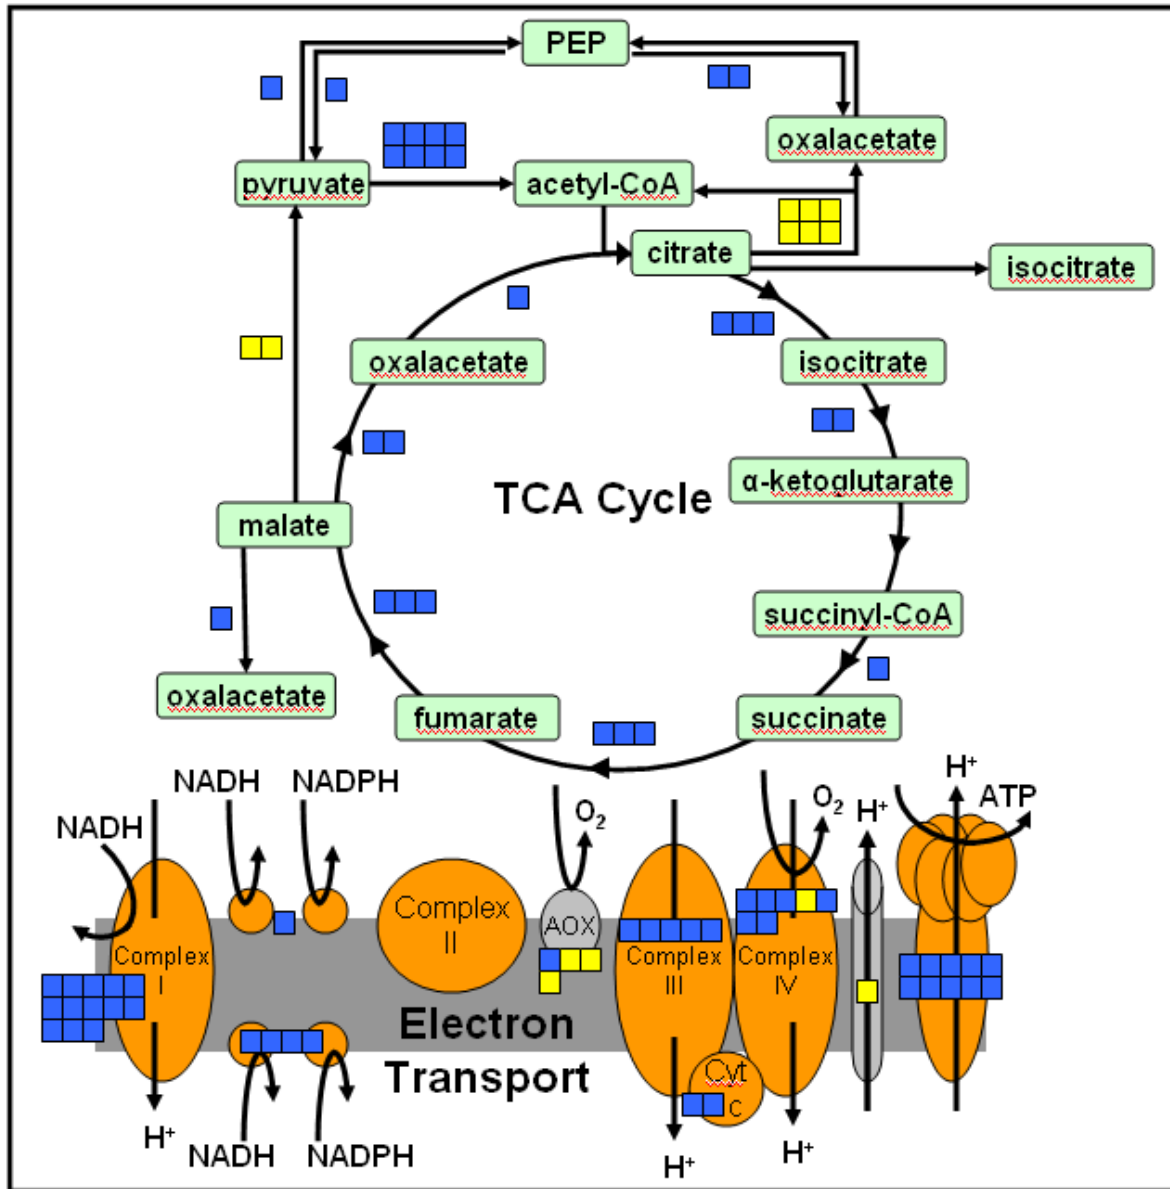 PEP
oxalacetate
pyruvate
acetyl-CoA
citrate
isocitrate
oxalacetate
isocitrate
α-ketoglutarate
TCA Cycle
malate
succinyl-CoA
oxalacetate
fumarate
succinate
NADH
NADPH
H⁺
ATP
O₂
O₂
H⁺
NADH
Complex
II
AOX
Complex
I
Complex
III
Complex
IV
Electron
Transport
Cyt
c
H⁺
NADH
NADPH
H⁺
H⁺